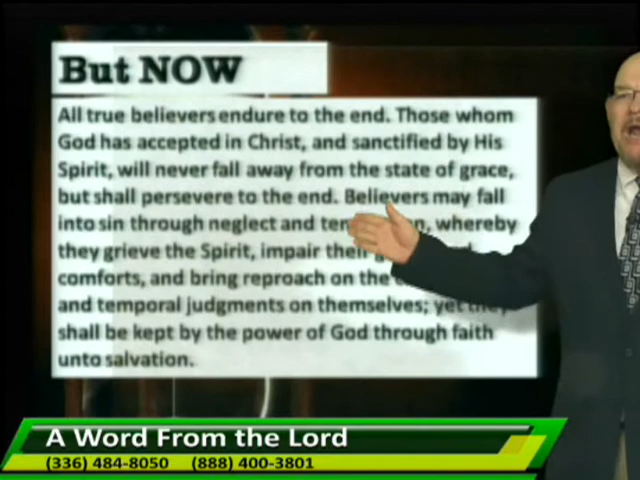 But NOW
All true believers endure to the end. Those whom
God has accepted in Christ, and sanctified by His
Spirit, will never fall away from the state of grace,
but shall persevere to the end. Believers may fall
into sin through neglect and whereby
they grieve the Spirit, impair their
comforts, and bring reproach on the
and temporal judgments on themselves; yet they
shall be kept by the power of God through faith
unto salvation.
A Word From the Lord
(336) 484-8050 (888) 400-3801